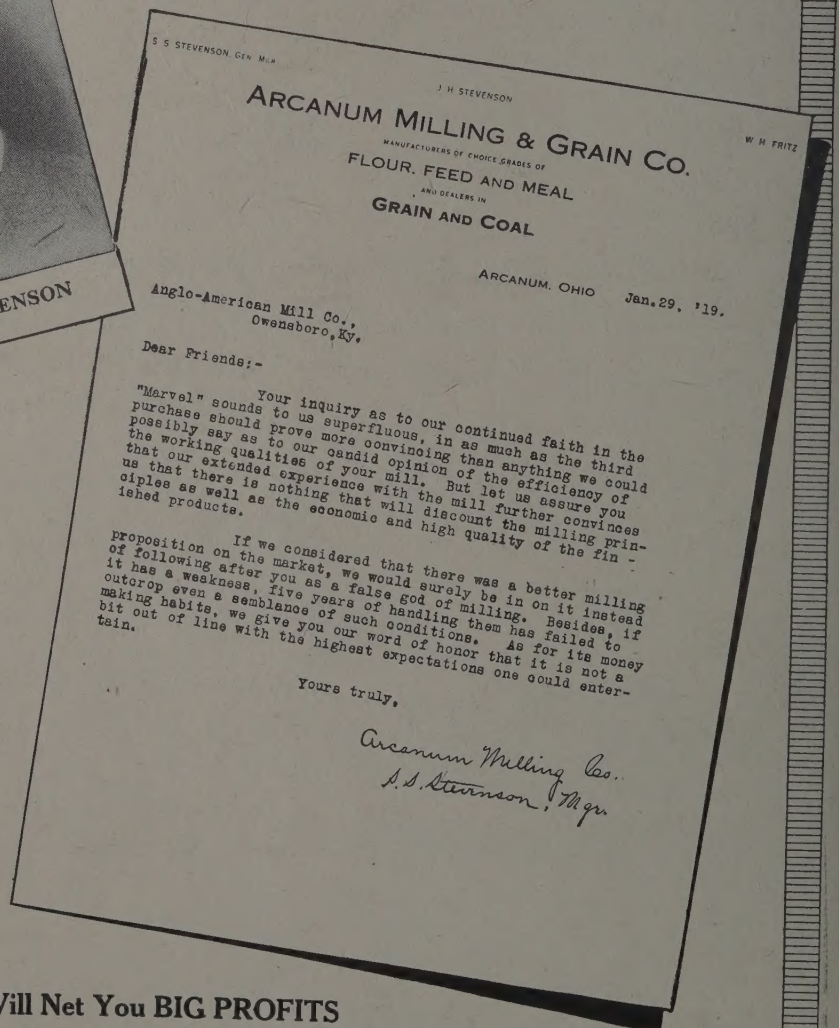 S S STEVENSON, GEN MGR
J H STEVENSON
W H FRITZ
ARCANUM MILLING & GRAIN CO.
MANUFACTURERS OF CHOICE GRADES OF
FLOUR, FEED AND MEAL
AND DEALERS IN
GRAIN AND COAL
ARCANUM, OHIO Jan.29, '19.
ENSON
Anglo-American Mill Co.,
Owensboro,Ky.
Dear Friends:-
Your inquiry as to our continued faith in the
"Marvel" sounds to us superfluous, in as much as the third
purchase should prove more convincing than anything we could
possibly say as to our candid opinion of the efficiency of
the working qualities of your mill. But let us assure you
that our extended experience with the mill further convinces
us that there is nothing that will discount the milling prin-
ciples as well as the economic and high quality of the fin -
ished products.
If we considered that there was a better milling
proposition on the market, we would surely be in on it instead
of following after you as a false god of milling. Besides, if
it has a weakness, five years of handling them has failed to
outcrop even a semblance of such conditions. As for its money
making habits, we give you our word of honor that it is not a
bit out of line with the highest expectations one could enter-
tain.
Yours truly,
Arcanum Milling Co..
S.S. Stevenson, Mgr.
Will Net You BIG PROFITS